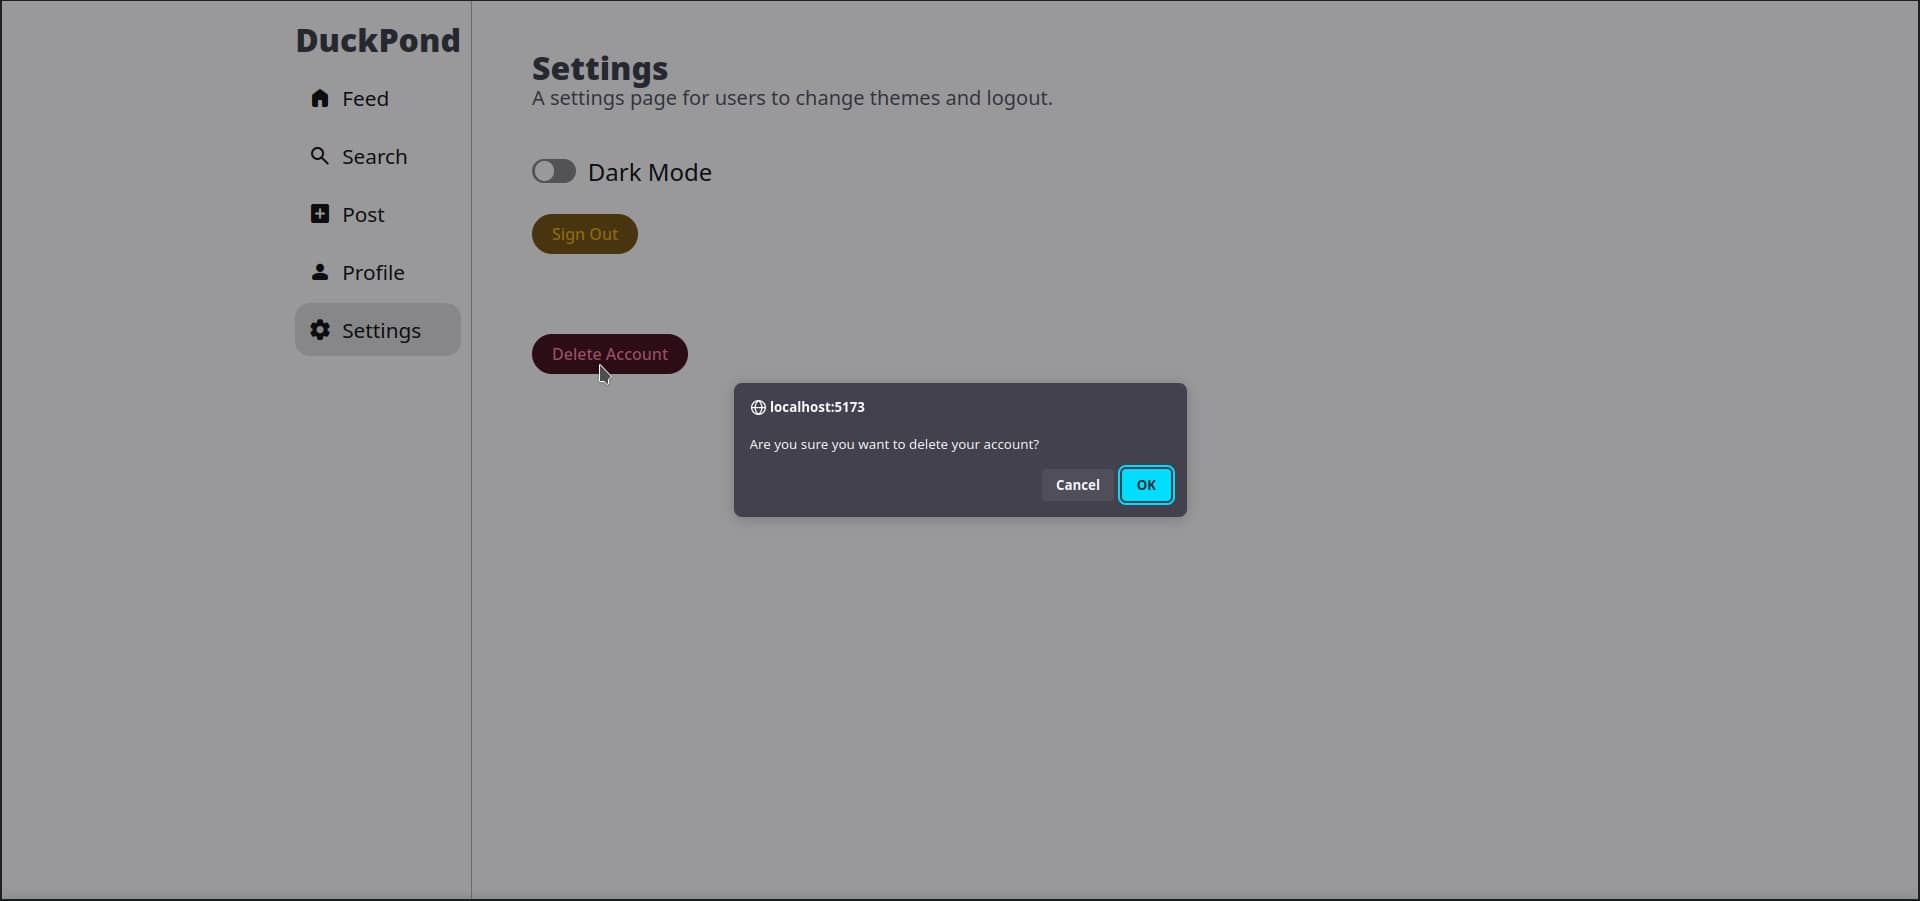 DuckPond
Feed
Search
Post
Profile
Settings
Settings
A settings page for users to change themes and logout.
Dark Mode
Sign Out
Delete Account
localhost:5173
Are you sure you want to delete your account?
Cancel
OK